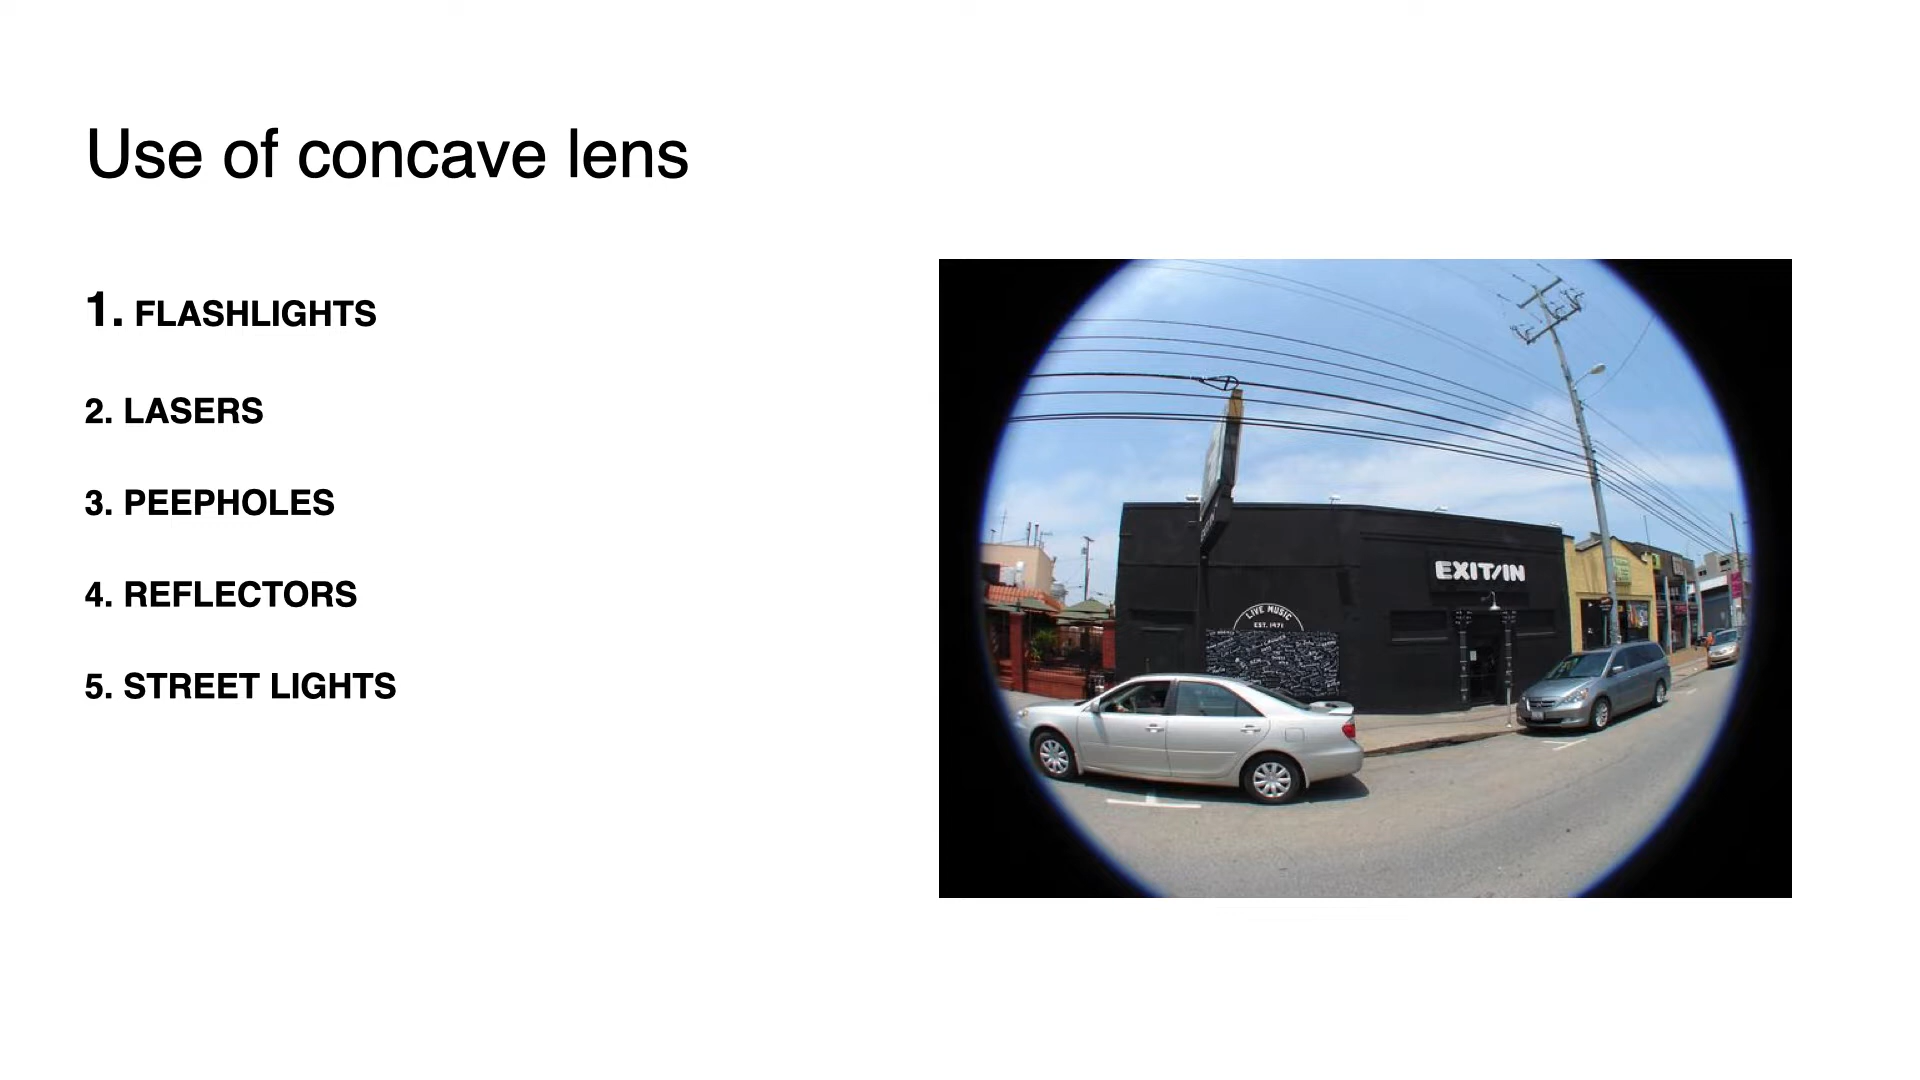 Use of concave lens
1. FLASHLIGHTS
2. LASERS
3. PEEPHOLES
4. REFLECTORS
5. STREET LIGHTS
EXIT/IN
LIVE MUSIC
EST. 1971